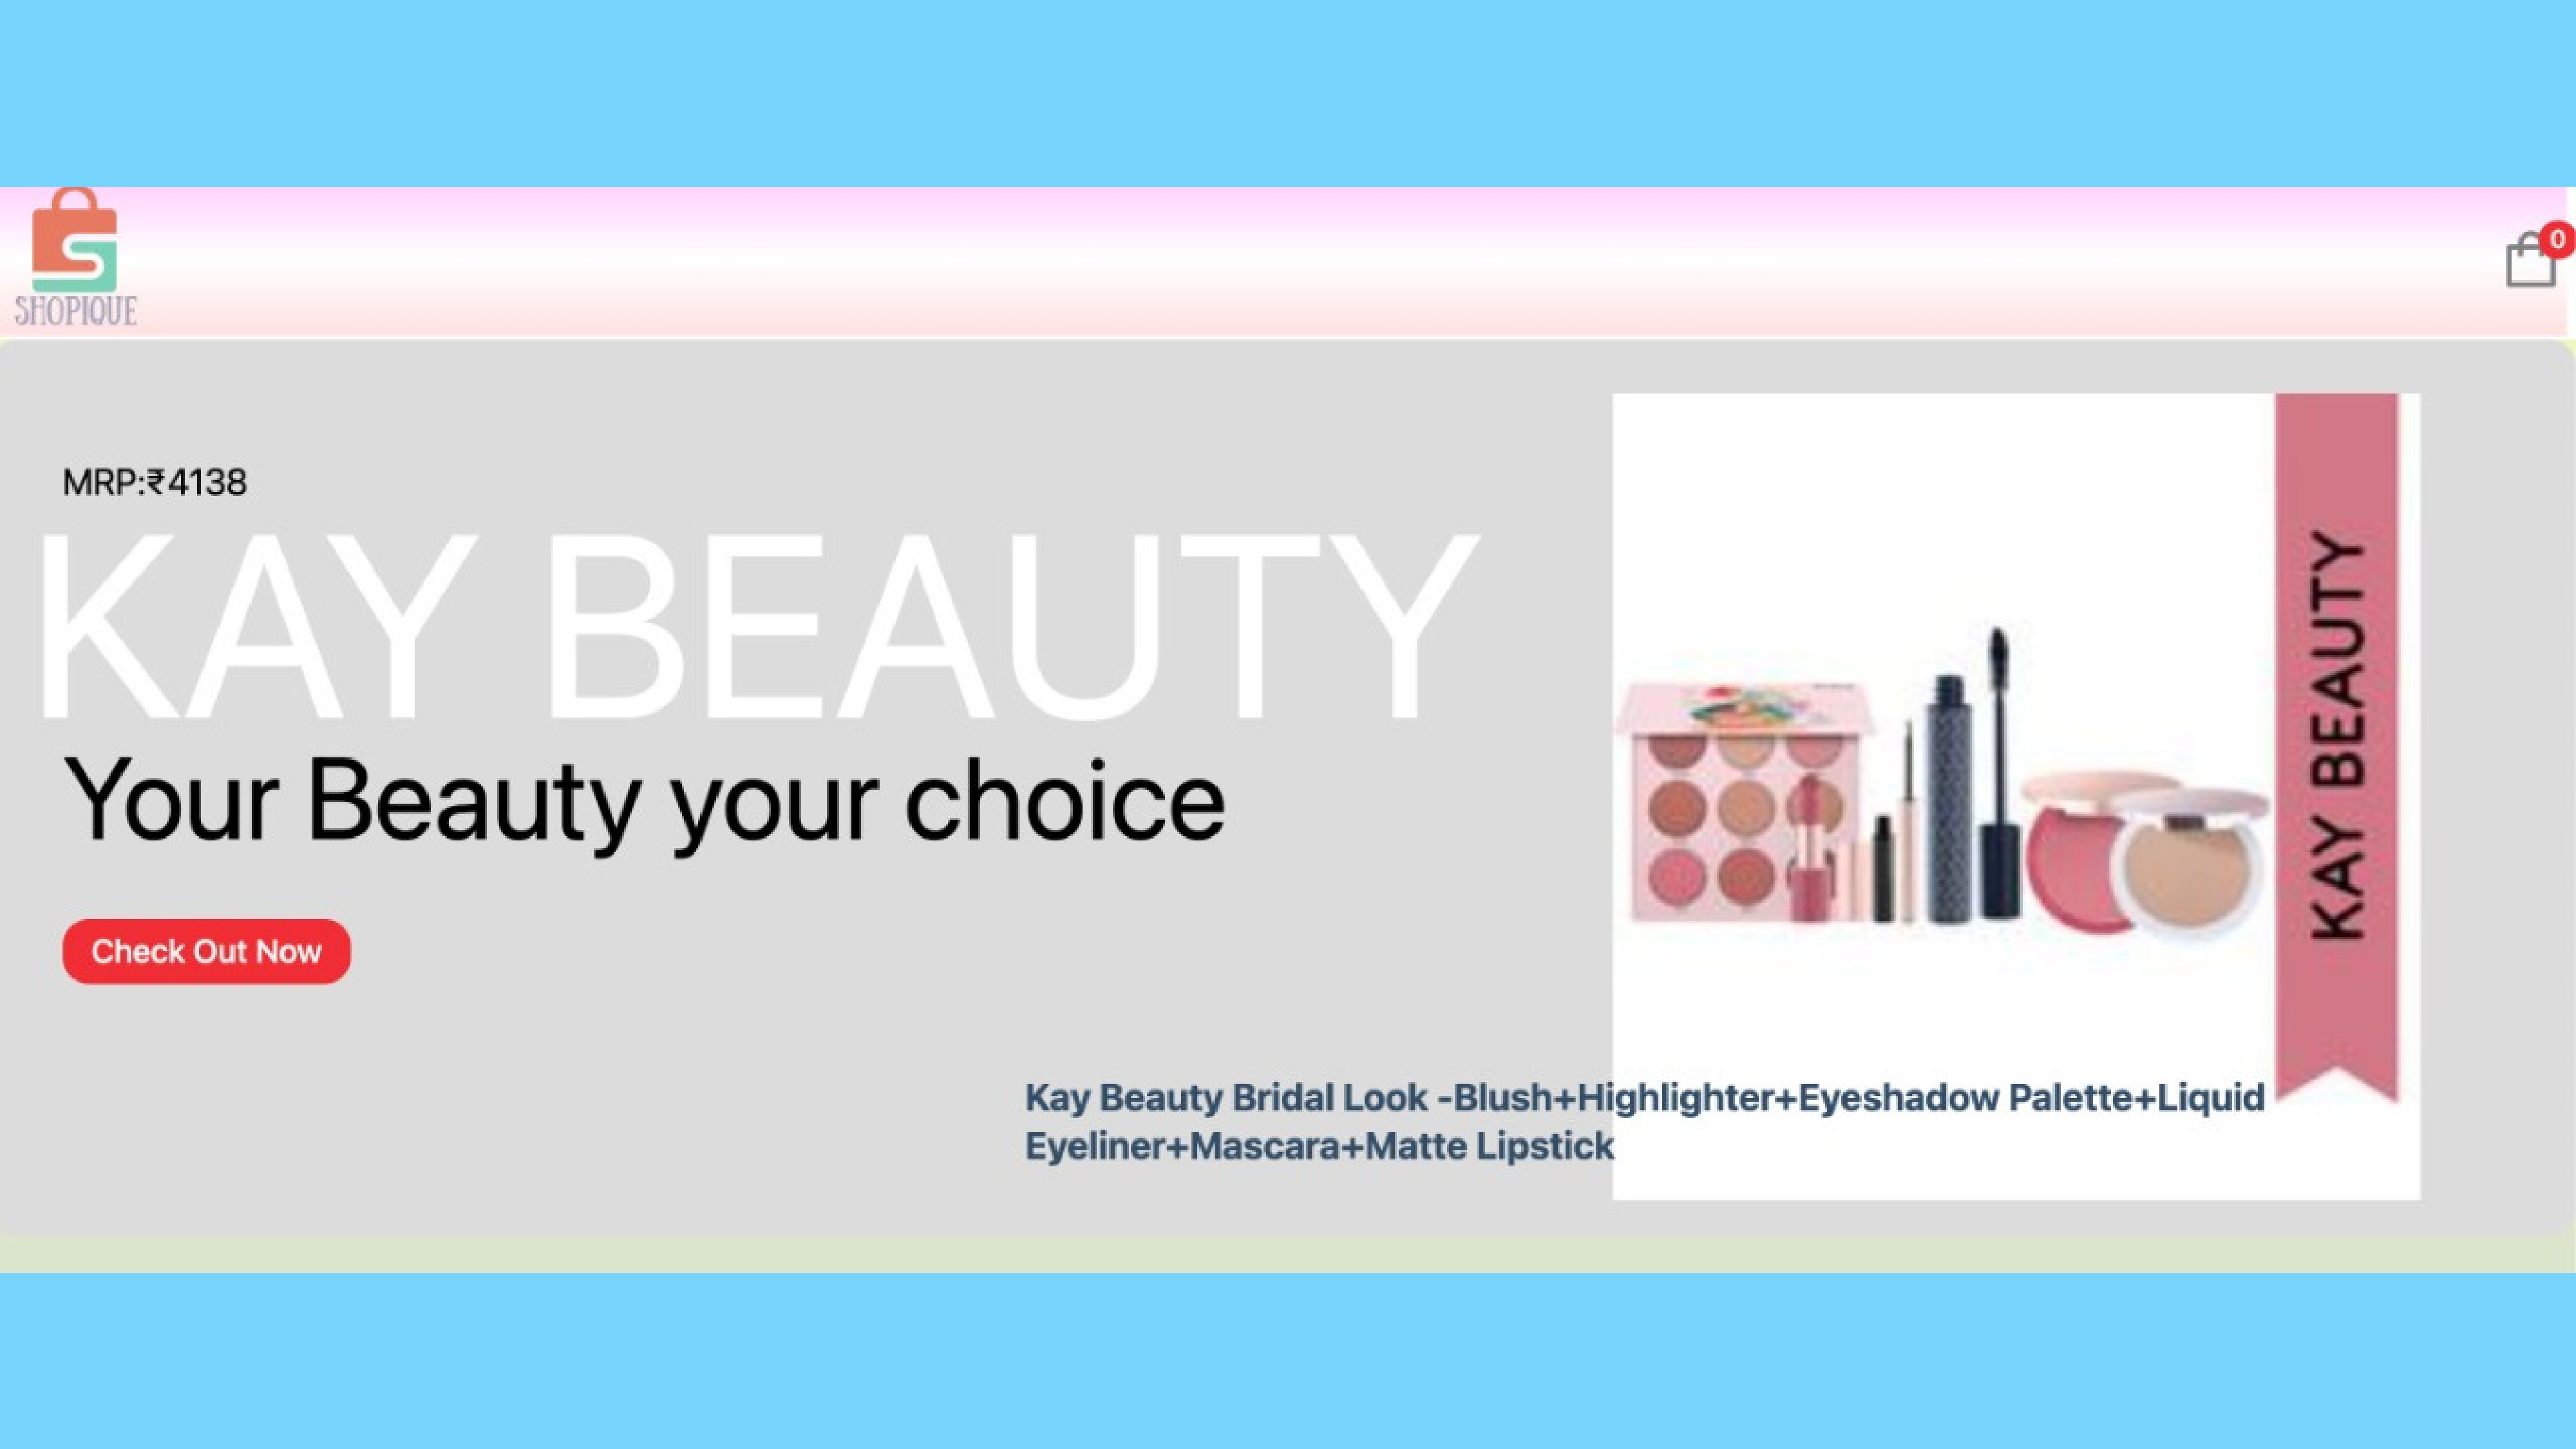 SHOPIQUE
0
MRP:₹4138
KAY BEAUTY
Your Beauty your choice
Check Out Now
KAY BEAUTY
Kay Beauty Bridal Look -Blush+Highlighter+Eyeshadow Palette+Liquid
Eyeliner+Mascara+Matte Lipstick